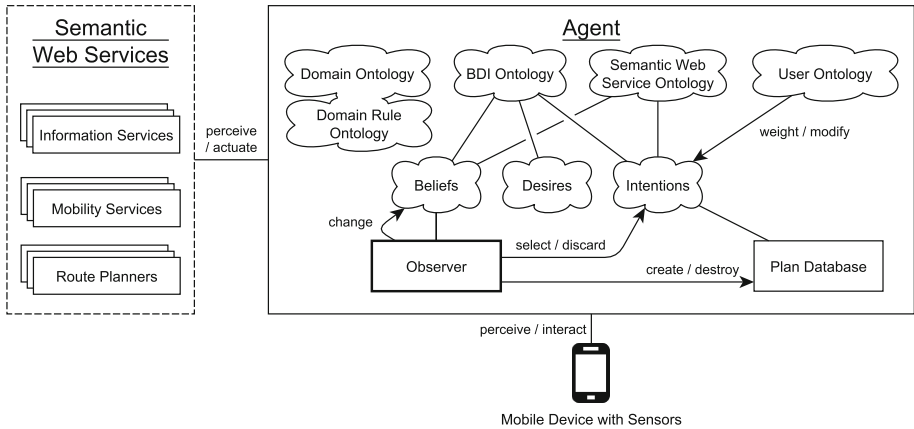 Semantic
Web Services
Information Services
Mobility Services
Route Planners
perceive
/ actuate
Agent
Domain Ontology
Domain Rule
Ontology
BDI Ontology
Semantic Web
Service Ontology
User Ontology
weight / modify
Beliefs
Desires
Intentions
change
Observer
select / discard
create / destroy
Plan Database
perceive / interact
Mobile Device with Sensors